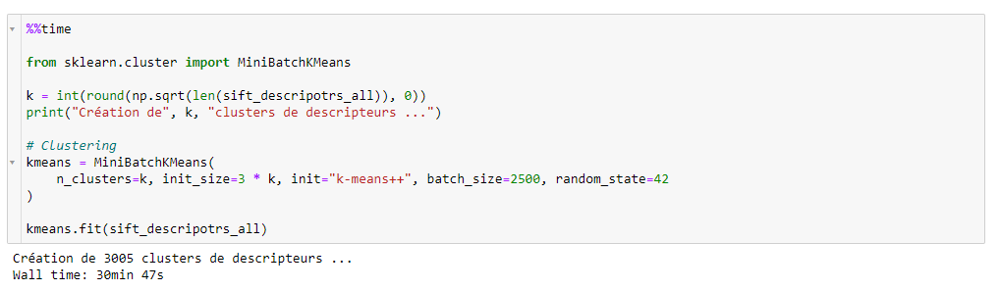 %%time
from sklearn.cluster import MiniBatchKMeans
k = int(round(np.sqrt(len(sift_descripotrs_all)), 0))
print("Création de", k, "clusters de descripteurs ...")
# Clustering
kmeans = MiniBatchKMeans(
n_clusters=k, init_size=3 * k, init="k-means++", batch_size=2500, random_state=42
)
kmeans.fit(sift_descripotrs_all)
Création de 3005 clusters de descripteurs ...
Wall time: 30min 47s